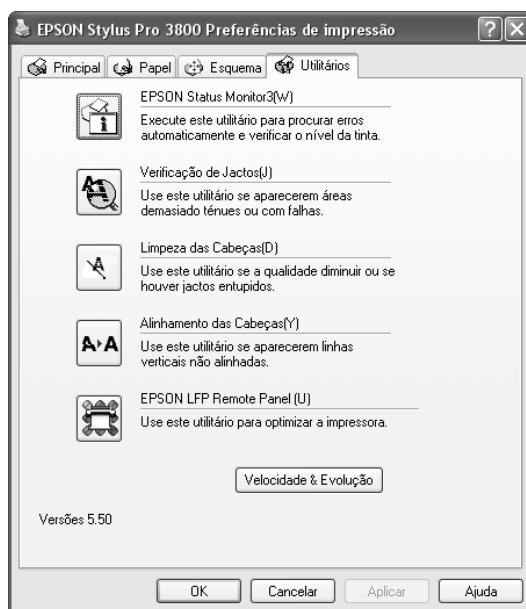 EPSON Stylus Pro 3800 Preferências de impressão
Principal Papel Esquema Utilitários
EPSON Status Monitor3(W)
Execute este utilitário para procurar erros
automaticamente e verificar o nível da tinta.
Verificação de Jactos(J)
Use este utilitário se aparecerem áreas
demasiado ténues ou com falhas.
Limpeza das Cabeças(D)
Use este utilitário se a qualidade diminuir ou se
houver jactos entupidos.
Alinhamento das Cabeças(Y)
Use este utilitário se aparecerem linhas
verticais não alinhadas.
EPSON LFP Remote Panel (U)
Use este utilitário para optimizar a impressora.
Velocidade & Evolução
Versões 5.50
OK Cancelar Aplicar Ajuda